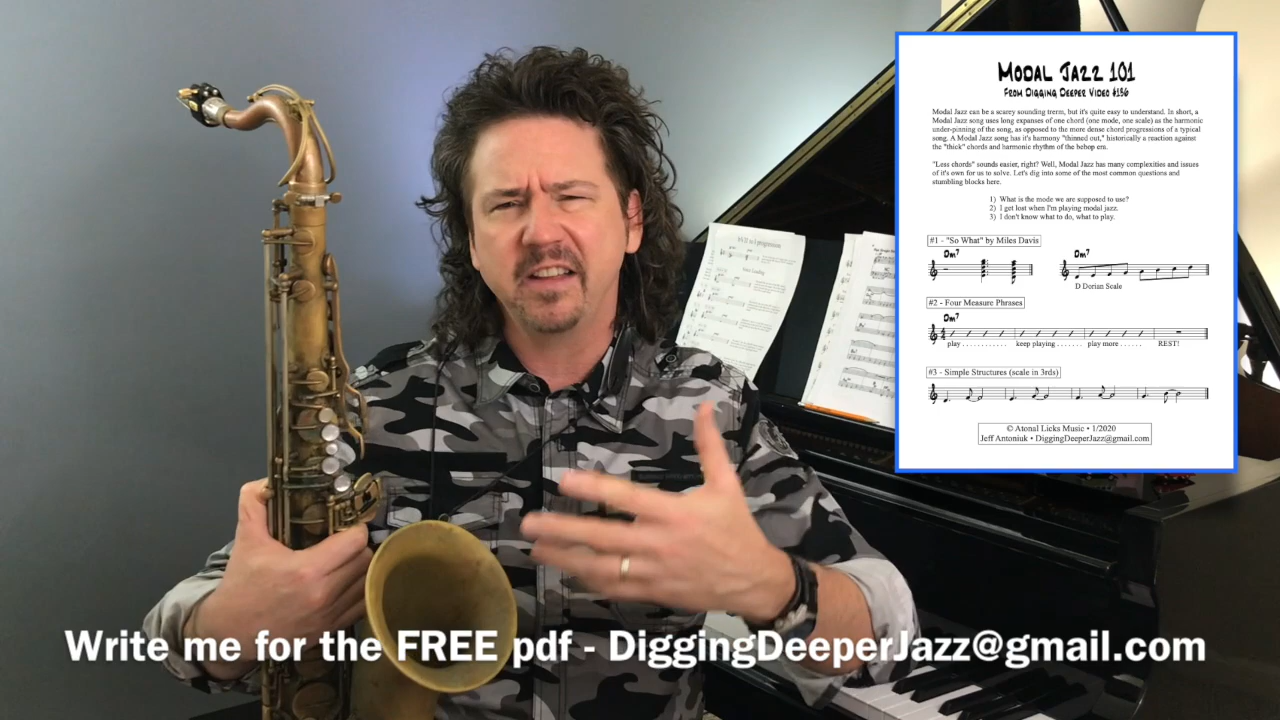 MODAL JAZZ 101
FROM DIGGING DEEPER VIDEO #156
Modal Jazz can be a scarey sounding trerm, but it's quite easy to understand. In short, a
Modal Jazz song uses long expanses of one chord (one mode, one scale) as the harmonic
under-pinning of the song, as opposed to the more dense chord progressions of a typical
song. A Modal Jazz song has it's harmony "thinned out," historically a reaction against
the "thick" chords and harmonic rhythm of the bebop era.
"Less chords" sounds easier, right? Well, Modal Jazz has many complexities and issues
of it's own for us to solve. Let's dig into some of the most common questions and
stumbling blocks here.
1) What is the mode we are supposed to use?
2) I get lost when I'm playing modal jazz.
3) I don't know what to do, what to play.
#1 - "So What" by Miles Davis
Dm7 Dm7
D Dorian Scale
#2 - Four Measure Phrases
Dm7
play . . . . . . . . . . . keep playing . . . . . . . play more . . . . . . REST!
#3 - Simple Structures (scale in 3rds)
© Atonal Licks Music • 1/2020
Jeff Antoniuk • DiggingDeeperJazz@gmail.com
Write me for the FREE pdf - DiggingDeeperJazz@gmail.com